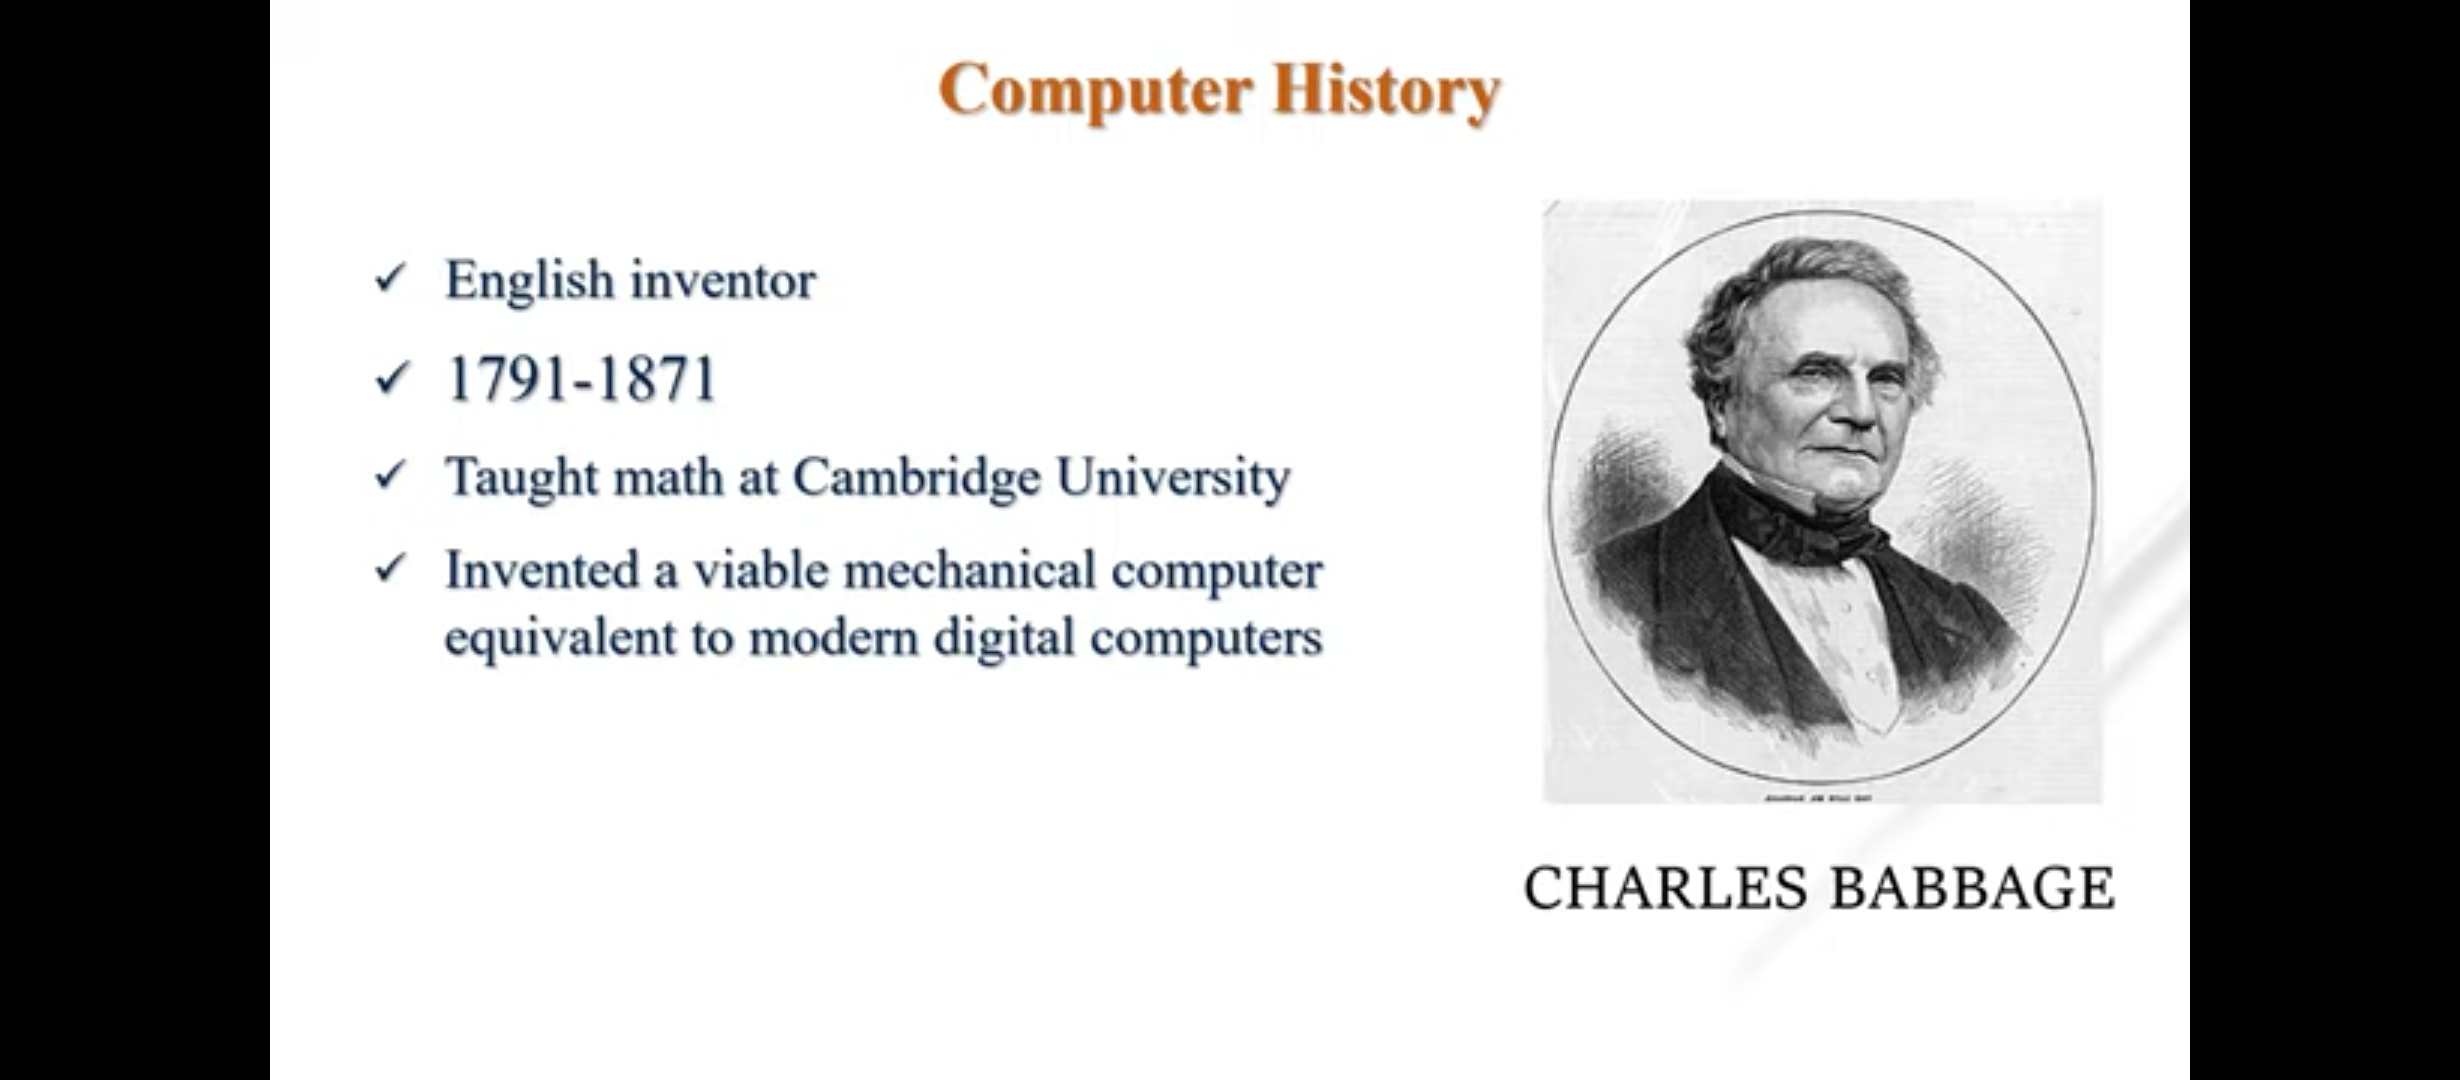 Computer History
✓ English inventor
✓ 1791-1871
✓ Taught math at Cambridge University
✓ Invented a viable mechanical computer
equivalent to modern digital computers
CHARLES BABBAGE